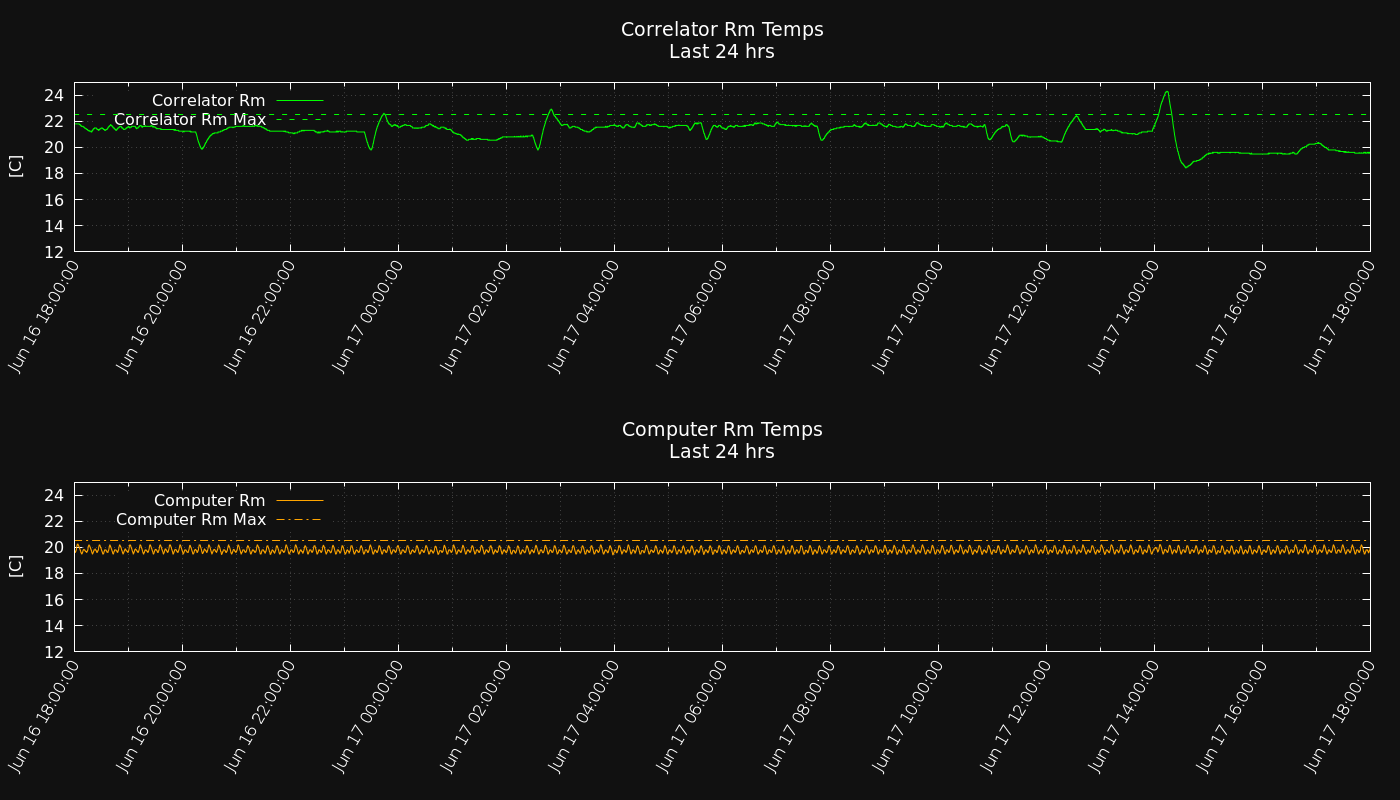 Correlator Rm Temps
Last 24 hrs
Correlator Rm
Correlator Rm Max
[C]
24
22
20
18
16
14
12
Jun 16 18:00:00
Jun 16 20:00:00
Jun 16 22:00:00
Jun 17 00:00:00
Jun 17 02:00:00
Jun 17 04:00:00
Jun 17 06:00:00
Jun 17 08:00:00
Jun 17 10:00:00
Jun 17 12:00:00
Jun 17 14:00:00
Jun 17 16:00:00
Jun 17 18:00:00
Computer Rm Temps
Last 24 hrs
Computer Rm
Computer Rm Max
[C]
24
22
20
18
16
14
12
Jun 16 18:00:00
Jun 16 20:00:00
Jun 16 22:00:00
Jun 17 00:00:00
Jun 17 02:00:00
Jun 17 04:00:00
Jun 17 06:00:00
Jun 17 08:00:00
Jun 17 10:00:00
Jun 17 12:00:00
Jun 17 14:00:00
Jun 17 16:00:00
Jun 17 18:00:00